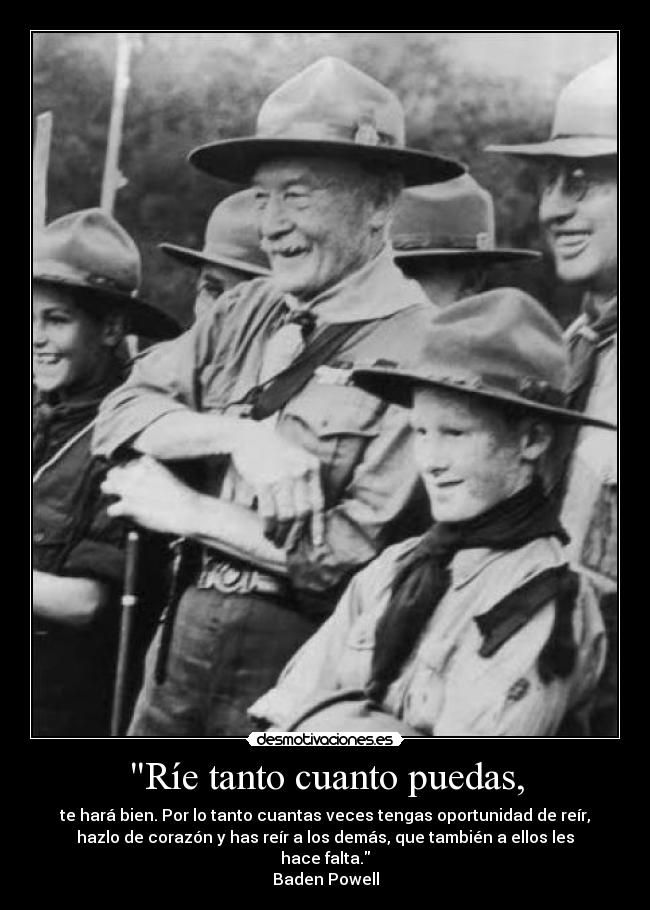 desmotivaciones.es
"Ríe tanto cuanto puedas,
te hará bien. Por lo tanto cuantas veces tengas oportunidad de reír,
hazlo de corazón y has reír a los demás, que también a ellos les
hace falta."
Baden Powell